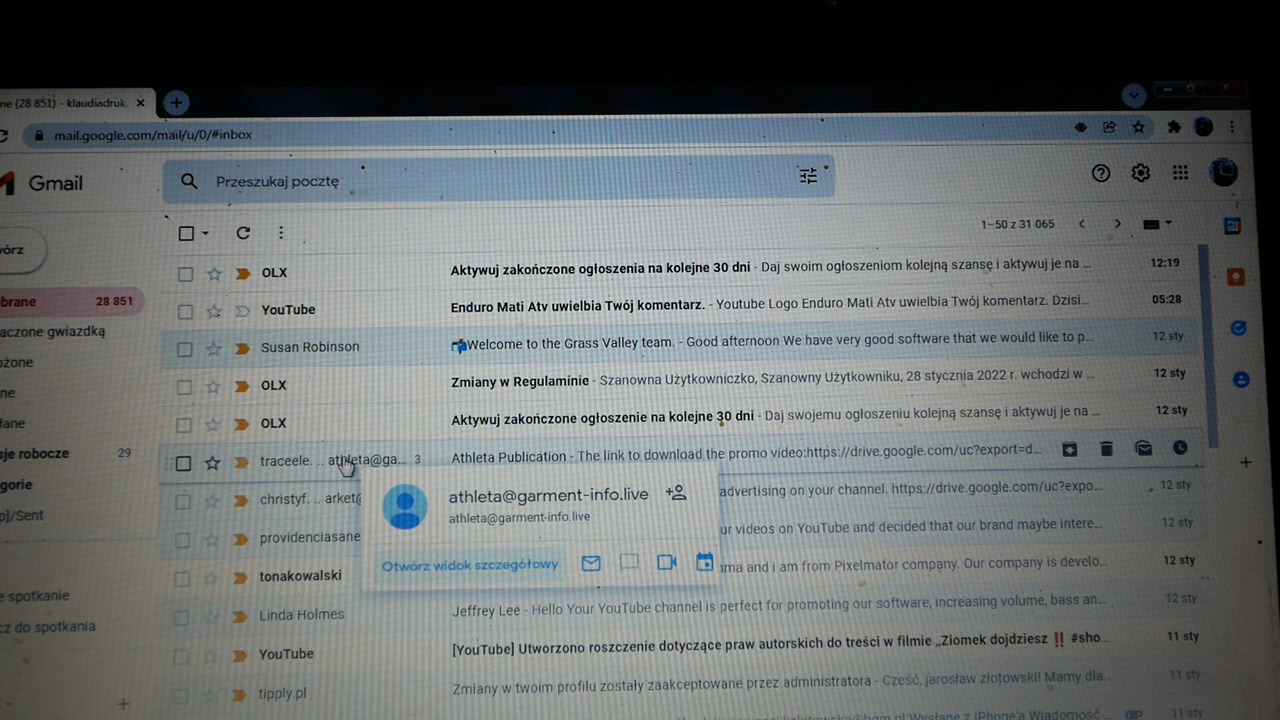 ne (28 851) - klaudiadruk.
mail.google.com/mail/u/0/#inbox
Gmail
Przeszukaj pocztę
wórz
1–50 z 31 065
brane 28 851
aczone gwiazdką
ożone
ne
łane
sje robocze 29
gorie
pj/Sent
e spotkanie
cz do spotkania
OLX Aktywuj zakończone ogłoszenia na kolejne 30 dni - Daj swoim ogłoszeniom kolejną szansę i aktywuj je na ... 12:19
YouTube Enduro Mati Atv uwielbia Twój komentarz. - Youtube Logo Enduro Mati Atv uwielbia Twój komentarz. Dzisi... 05:28
Susan Robinson 📬Welcome to the Grass Valley team. - Good afternoon We have very good software that we would like to p... 12 sty
OLX Zmiany w Regulaminie - Szanowna Użytkowniczko, Szanowny Użytkowniku, 28 stycznia 2022 r. wchodzi w ... 12 sty
OLX Aktywuj zakończone ogłoszenie na kolejne 30 dni - Daj swojemu ogłoszeniu kolejną szansę i aktywuj je na ... 12 sty
traceele. .. athleta@ga... 3 Athleta Publication - The link to download the promo video:https://drive.google.com/uc?export=d...
christyf. .. arket@ advertising on your channel. https://drive.google.com/uc?expo... 12 sty
providenciasane ur videos on YouTube and decided that our brand maybe intere... 12 sty
tonakowalski ma and i am from Pixelmator company. Our company is develo... 12 sty
Linda Holmes Jeffrey Lee - Hello Your YouTube channel is perfect for promoting our software, increasing volume, bass an... 12 sty
YouTube [YouTube] Utworzono roszczenie dotyczące praw autorskich do treści w filmie „Ziomek dojdziesz ‼️ #sho... 11 sty
tipply.pl Zmiany w twoim profilu zostały zaakceptowane przez administratora - Cześć, jarosław złotowski! Mamy dla... 11 sty
Wysłane z iPhone'a Wiadomość 11 sty
athleta@garment-info.live
athleta@garment-info.live
Otwórz widok szczegółowy